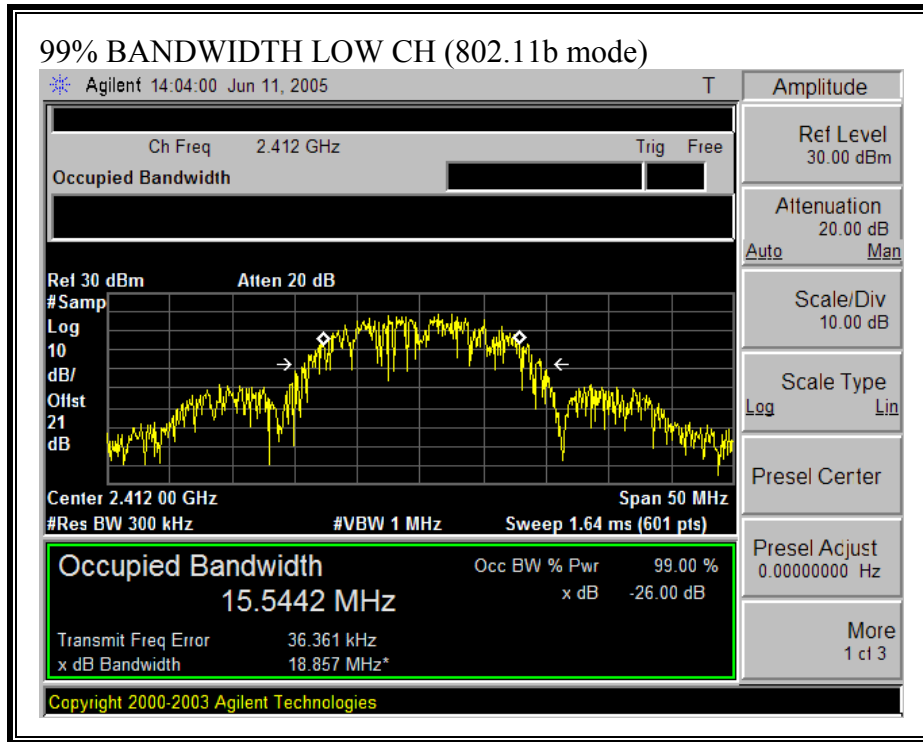 99% BANDWIDTH LOW CH (802.11b mode)
Agilent 14:04:00 Jun 11, 2005 T
Ch Freq 2.412 GHz Trig Free
Occupied Bandwidth
Ref 30 dBm Atten 20 dB
#Samp
Log
10
dB/
Offst
21
dB
Center 2.412 00 GHz Span 50 MHz
#Res BW 300 kHz #VBW 1 MHz Sweep 1.64 ms (601 pts)
Occupied Bandwidth Occ BW % Pwr 99.00 %
15.5442 MHz x dB -26.00 dB
Transmit Freq Error 36.361 kHz
x dB Bandwidth 18.857 MHz*
Copyright 2000-2003 Agilent Technologies
Amplitude
Ref Level
30.00 dBm
Attenuation
20.00 dB
Auto Man
Scale/Div
10.00 dB
Scale Type
Log Lin
Presel Center
Presel Adjust
0.00000000 Hz
More
1 of 3